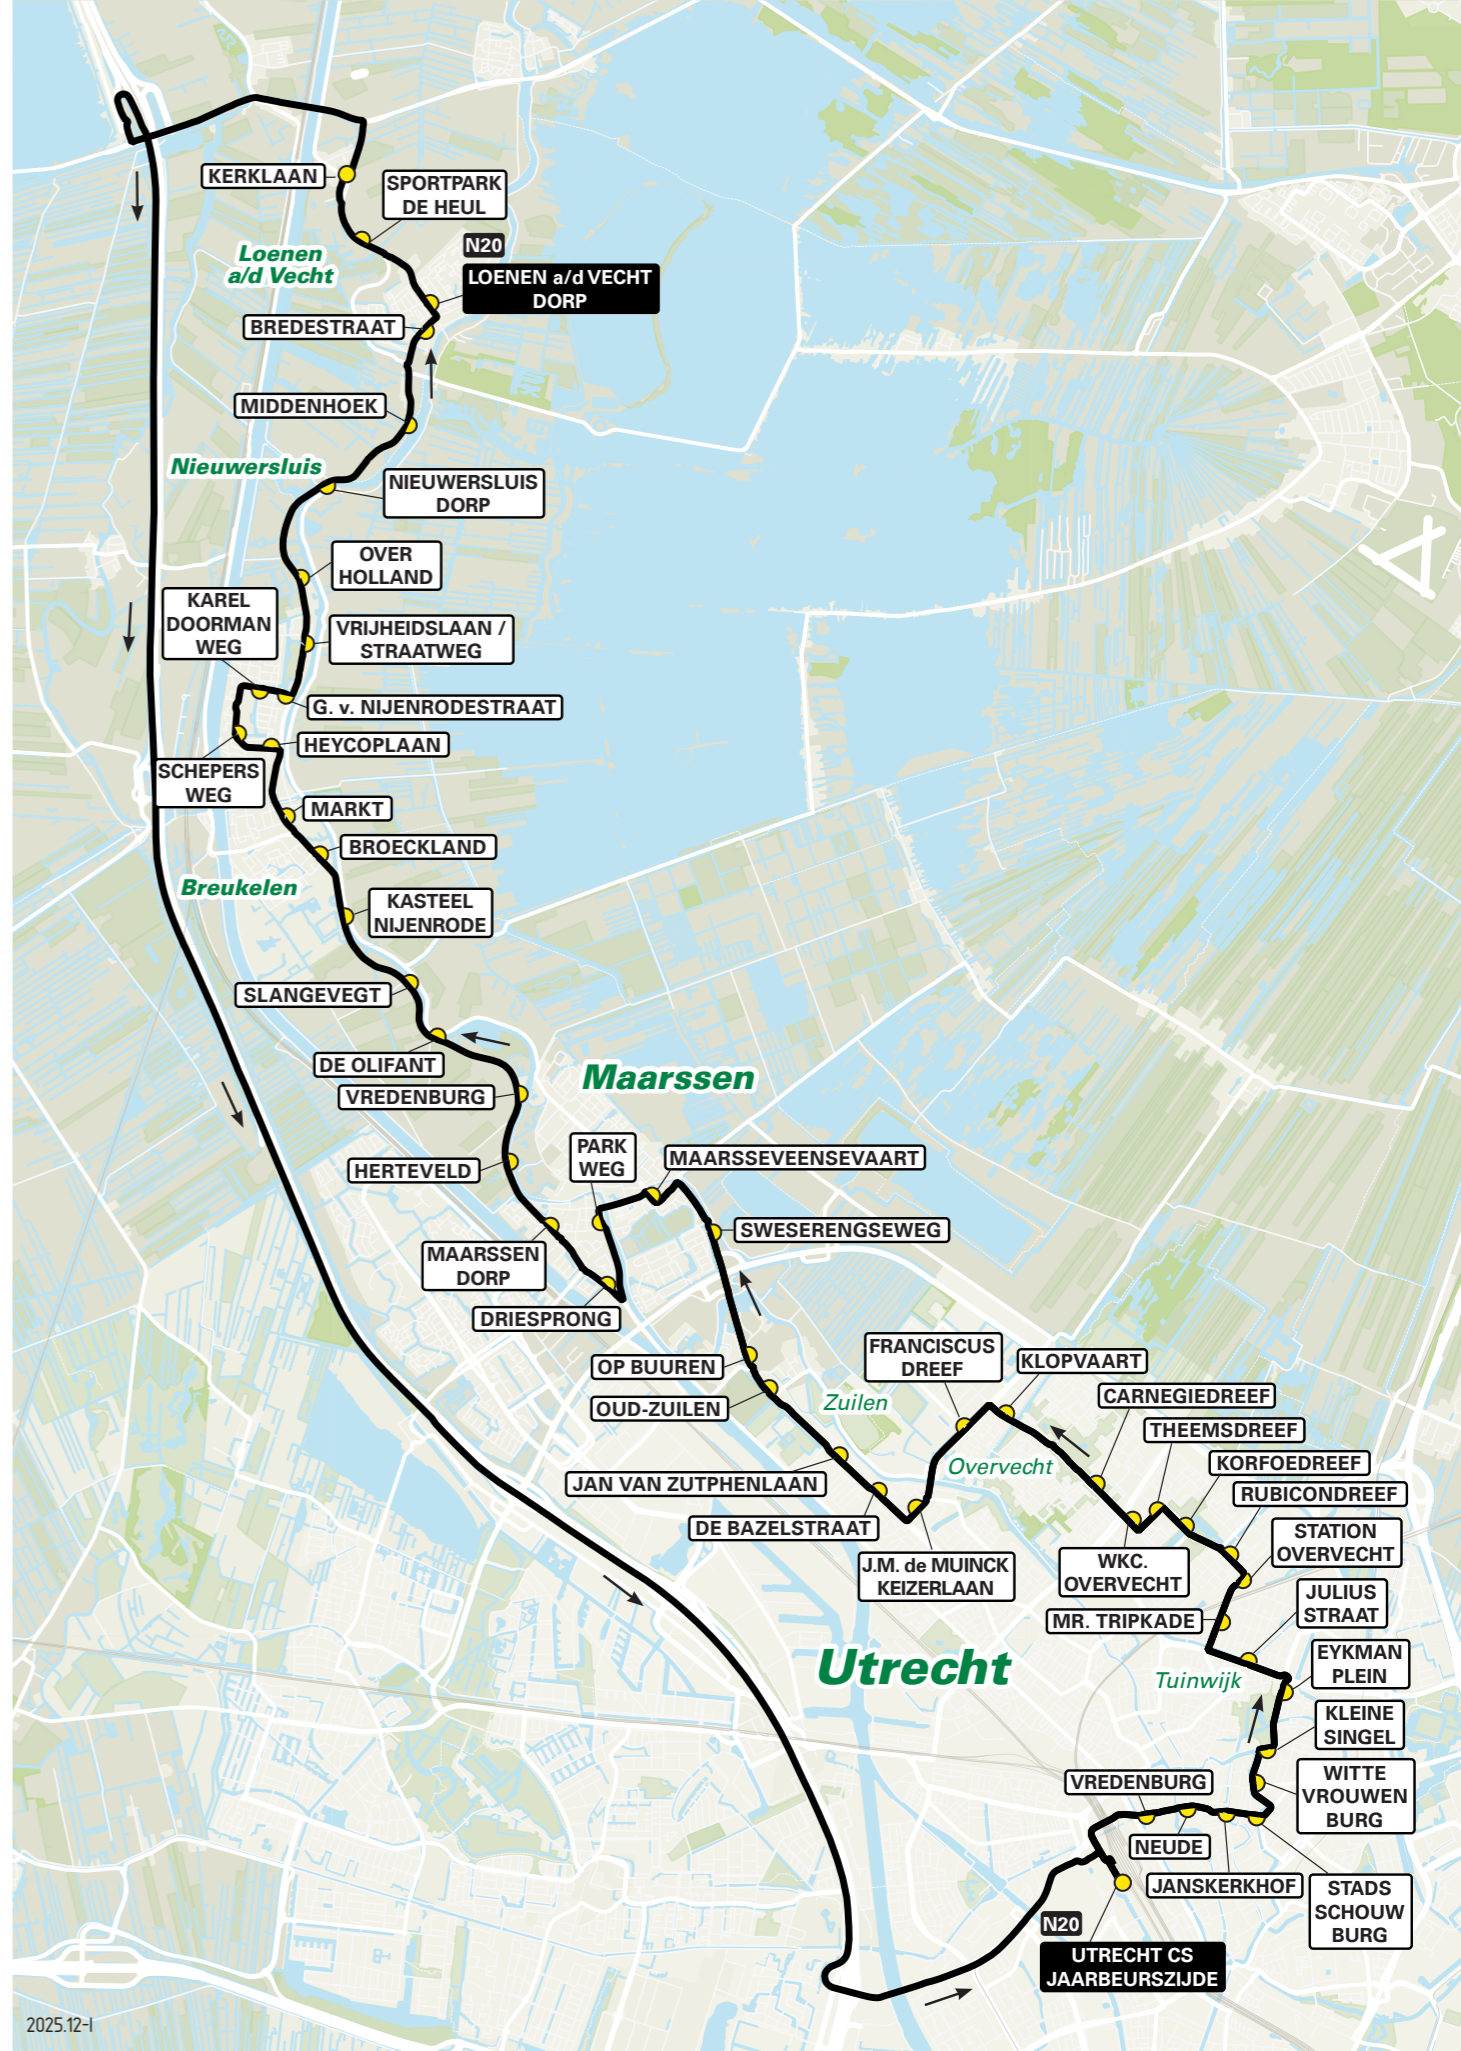 KERKLAAN
SPORTPARK
DE HEUL
N20
Loenen
a/d Vecht
LOENEN a/d VECHT
DORP
BREDESTRAAT
MIDDENHOEK
Nieuwersluis
NIEUWERSLUIS
DORP
OVER
HOLLAND
KAREL
DOORMAN
WEG
VRIJHEIDSLAAN /
STRAATWEG
G. v. NIJENRODESTRAAT
HEYCOPLAAN
SCHEPERS
WEG
MARKT
BROECKLAND
Breukelen
KASTEEL
NIJENRODE
SLANGEVEGT
DE OLIFANT
Maarssen
VREDENBURG
PARK
WEG
MAARSSEVEENSEVAART
HERTEVELD
SWESERENGSEWEG
MAARSSEN
DORP
DRIESPRONG
OP BUUREN
OUD-ZUILEN
Zuilen
FRANCISCUS
DREEF
KLOPVAART
CARNEGIEDREEF
THEEMSDREEF
KORFOEDREEF
Overvecht
RUBICONDREEF
JAN VAN ZUTPHENLAAN
DE BAZELSTRAAT
STATION
OVERVECHT
J.M. de MUINCK
KEIZERLAAN
WKC.
OVERVECHT
JULIUS
STRAAT
MR. TRIPKADE
Utrecht
Tuinwijk
EYKMAN
PLEIN
KLEINE
SINGEL
WITTE
VROUWEN
BURG
VREDENBURG
NEUDE
JANSKERKHOF
STADS
SCHOUW
BURG
N20
UTRECHT CS
JAARBEURSZIJDE
2025.12-I